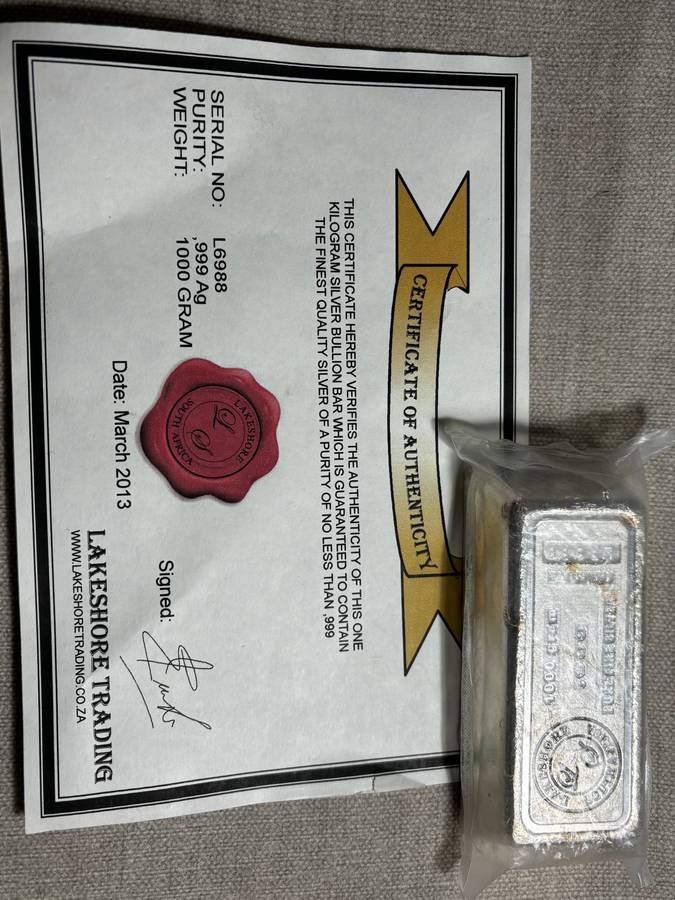 CERTIFICATE OF AUTHENTICITY
THIS CERTIFICATE HEREBY VERIFIES THE AUTHENTICITY OF THIS ONE
KILOGRAM SILVER BULLION BAR WHICH IS GUARANTEED TO CONTAIN
THE FINEST QUALITY SILVER OF A PURITY OF NO LESS THAN ,999
SERIAL NO: L6988
PURITY: ,999 Ag
WEIGHT: 1000 GRAM
LAKESHORE
LS
SOUTH AFRICA
Date: March 2013
Signed:
LAKESHORE TRADING
WWW.LAKESHORETRADING.CO.ZA